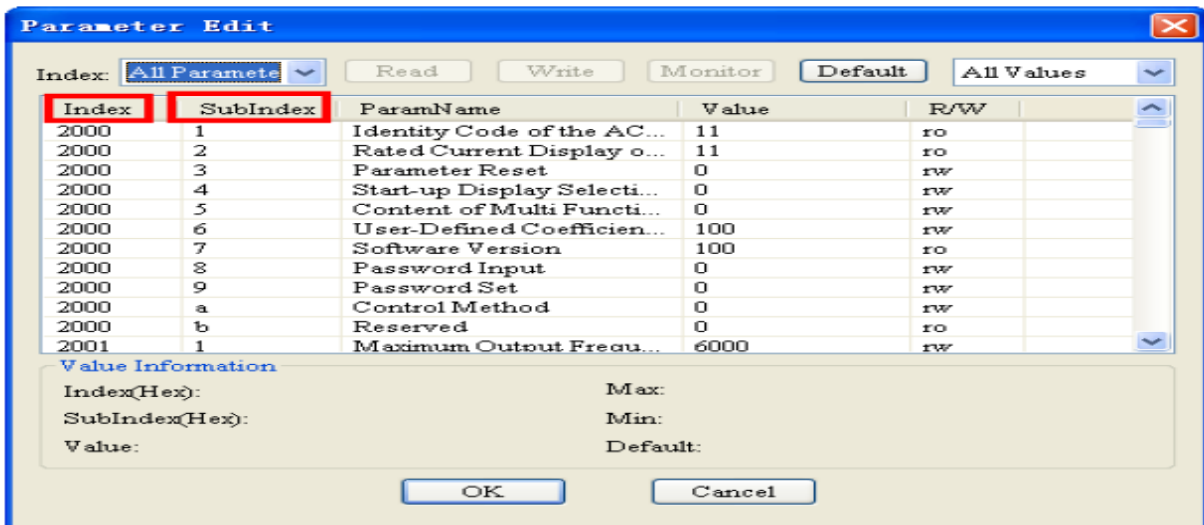 Parameter Edit
Index: All Paramete Read Write Monitor Default All Values
Index SubIndex ParamName Value R/W
2000 1 Identity Code of the AC... 11 ro
2000 2 Rated Current Display o... 11 ro
2000 3 Parameter Reset 0 rw
2000 4 Start-up Display Selecti... 0 rw
2000 5 Content of Multi Functi... 0 rw
2000 6 User-Defined Coefficien... 100 rw
2000 7 Software Version 100 ro
2000 8 Password Input 0 rw
2000 9 Password Set 0 rw
2000 a Control Method 0 rw
2000 b Reserved 0 ro
2001 1 Maximum Output Frequ... 6000 rw
Value Information
Index(Hex): Max:
SubIndex(Hex): Min:
Value: Default:
OK Cancel